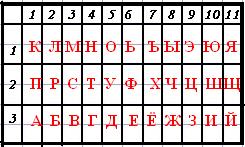 1 2 3 4 5 6 7 8 9 10 11
1 К Л М Н О Ь Ъ Ы Э Ю Я
2 П Р С Т У Ф Х Ч Ц Ш Щ
3 А Б В Г Д Е Ё Ж З И Й